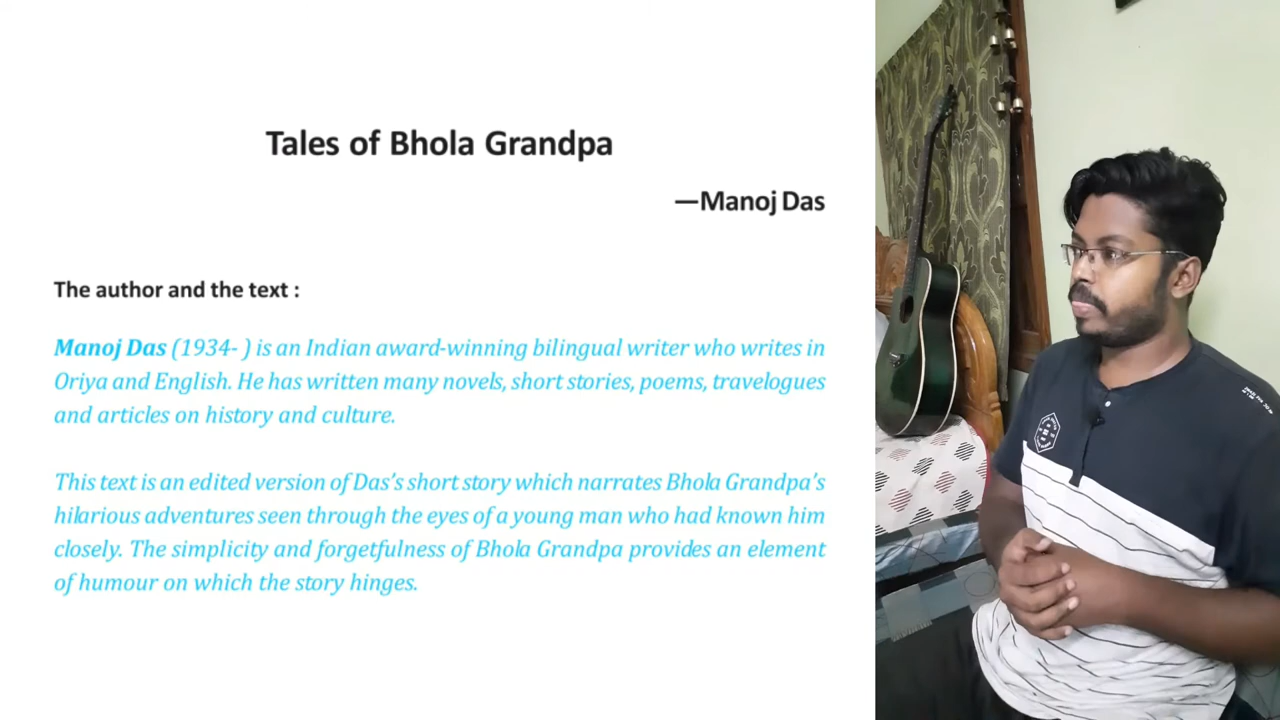 Tales of Bhola Grandpa
—Manoj Das
The author and the text :
Manoj Das (1934- ) is an Indian award-winning bilingual writer who writes in
Oriya and English. He has written many novels, short stories, poems, travelogues
and articles on history and culture.
This text is an edited version of Das's short story which narrates Bhola Grandpa's
hilarious adventures seen through the eyes of a young man who had known him
closely. The simplicity and forgetfulness of Bhola Grandpa provides an element
of humour on which the story hinges.